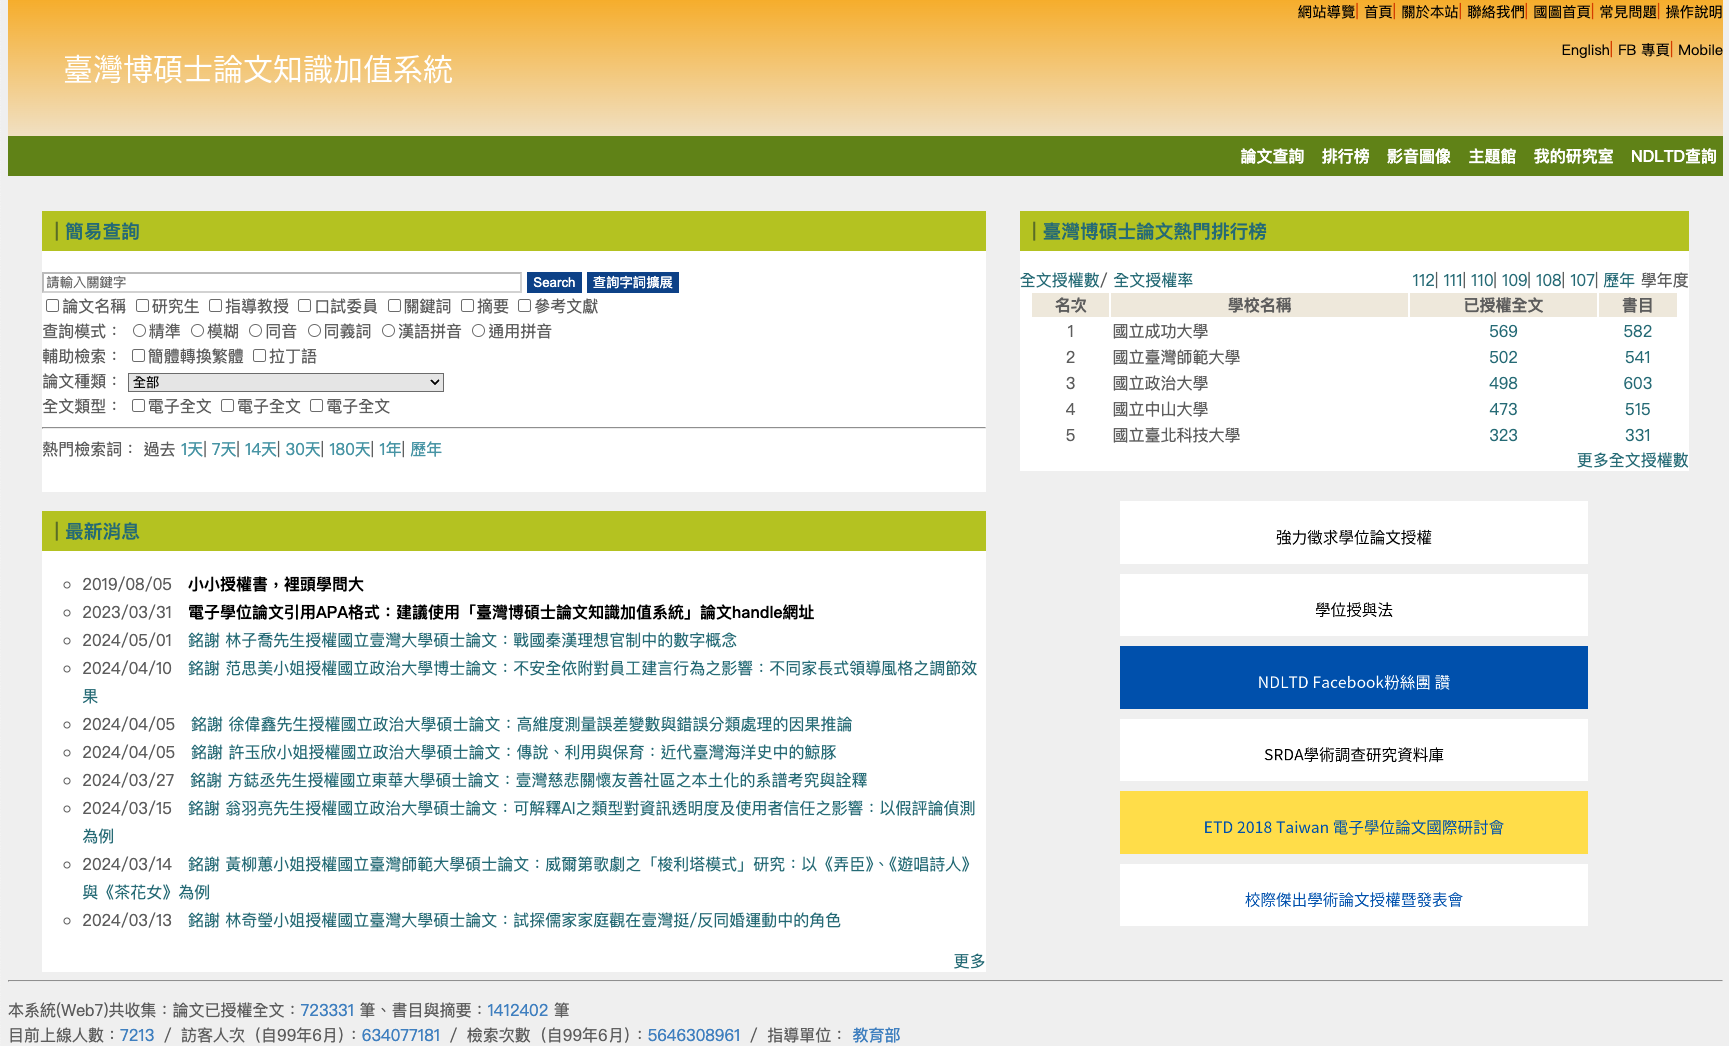 網站導覽| 首頁| 關於本站| 聯絡我們| 國圖首頁| 常見問題| 操作說明
English| FB 專頁| Mobile
臺灣博碩士論文知識加值系統
論文查詢 排行榜 影音圖像 主題館 我的研究室 NDLTD查詢
| 簡易查詢
請輸入關鍵字 Search 查詢字詞擴展
論文名稱 研究生 指導教授 口試委員 關鍵詞 摘要 參考文獻
查詢模式： 精準 模糊 同音 同義詞 漢語拼音 通用拼音
輔助檢索： 簡體轉換繁體 拉丁語
論文種類： 全部
全文類型： 電子全文 電子全文 電子全文
熱門檢索詞： 過去 1天| 7天| 14天| 30天| 180天| 1年| 歷年
| 最新消息
2019/08/05 小小授權書，裡頭學問大
2023/03/31 電子學位論文引用APA格式：建議使用「臺灣博碩士論文知識加值系統」論文handle網址
2024/05/01 銘謝 林子喬先生授權國立臺灣大學碩士論文：戰國秦漢理想官制中的數字概念
2024/04/10 銘謝 范思美小姐授權國立政治大學博士論文：不安全依附對員工建言行為之影響：不同家長式領導風格之調節效
果
2024/04/05 銘謝 徐偉鑫先生授權國立政治大學碩士論文：高維度測量誤差變數與錯誤分類處理的因果推論
2024/04/05 銘謝 許玉欣小姐授權國立政治大學碩士論文：傳說、利用與保育：近代臺灣海洋史中的鯨豚
2024/03/27 銘謝 方鋕丞先生授權國立東華大學碩士論文：臺灣慈悲關懷友善社區之本土化的系譜考究與詮釋
2024/03/15 銘謝 翁羽亮先生授權國立政治大學碩士論文：可解釋AI之類型對資訊透明度及使用者信任之影響：以假評論偵測
為例
2024/03/14 銘謝 黃柳蕙小姐授權國立臺灣師範大學碩士論文：威爾第歌劇之「梭利塔模式」研究：以《弄臣》、《遊唱詩人》
與《茶花女》為例
2024/03/13 銘謝 林奇瑩小姐授權國立臺灣大學碩士論文：試探儒家家庭觀在臺灣挺/反同婚運動中的角色
更多
| 臺灣博碩士論文熱門排行榜
全文授權數/ 全文授權率 112| 111| 110| 109| 108| 107| 歷年 學年度
名次 學校名稱 已授權全文 書目
1 國立成功大學 569 582
2 國立臺灣師範大學 502 541
3 國立政治大學 498 603
4 國立中山大學 473 515
5 國立臺北科技大學 323 331
更多全文授權數
強力徵求學位論文授權
學位授與法
NDLTD Facebook粉絲團 讚
SRDA學術調查研究資料庫
ETD 2018 Taiwan 電子學位論文國際研討會
校際傑出學術論文授權暨發表會
本系統(Web7)共收集：論文已授權全文：723331 筆、書目與摘要：1412402 筆
目前上線人數：7213 / 訪客人次（自99年6月)：634077181 / 檢索次數（自99年6月)：5646308961 / 指導單位： 教育部